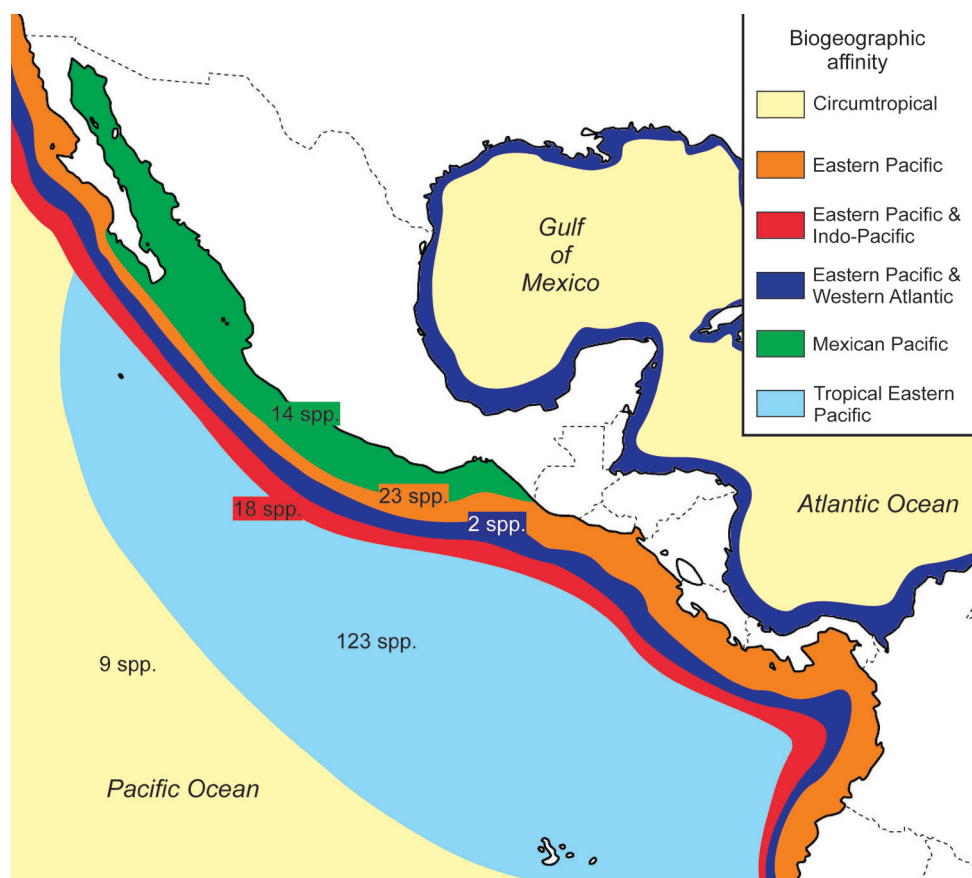 Biogeographic
affinity
Circumtropical
Eastern Pacific
Eastern Pacific &
Indo-Pacific
Eastern Pacific &
Western Atlantic
Mexican Pacific
Tropical Eastern
Pacific
Gulf
of
Mexico
Atlantic Ocean
14 spp.
23 spp.
18 spp.
2 spp.
123 spp.
9 spp.
Pacific Ocean